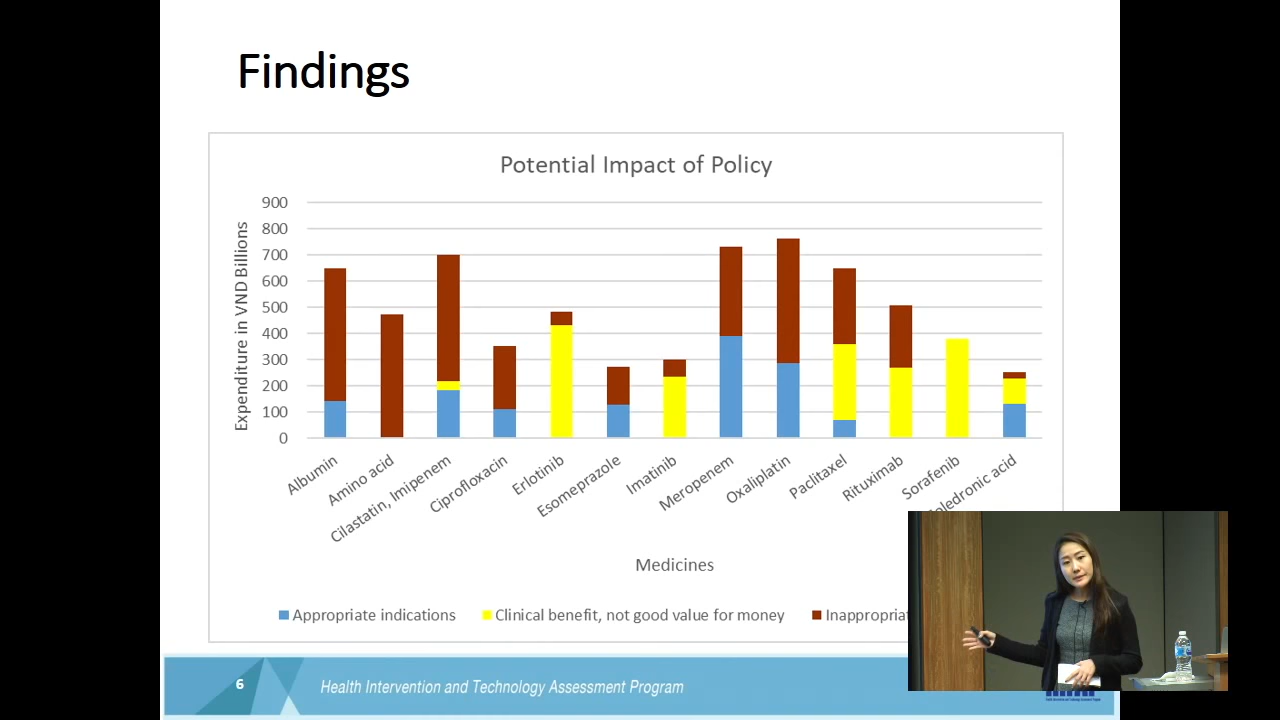 Findings
Potential Impact of Policy
Expenditure in VND Billions
900
800
700
600
500
400
300
200
100
0
Albumin
Amino acid
Cilastatin, Imipenem
Ciprofloxacin
Erlotinib
Esomeprazole
Imatinib
Meropenem
Oxaliplatin
Paclitaxel
Rituximab
Sorafenib
oledronic acid
Medicines
Appropriate indications
Clinical benefit, not good value for money
Inappropriat
6
Health Intervention and Technology Assessment Program